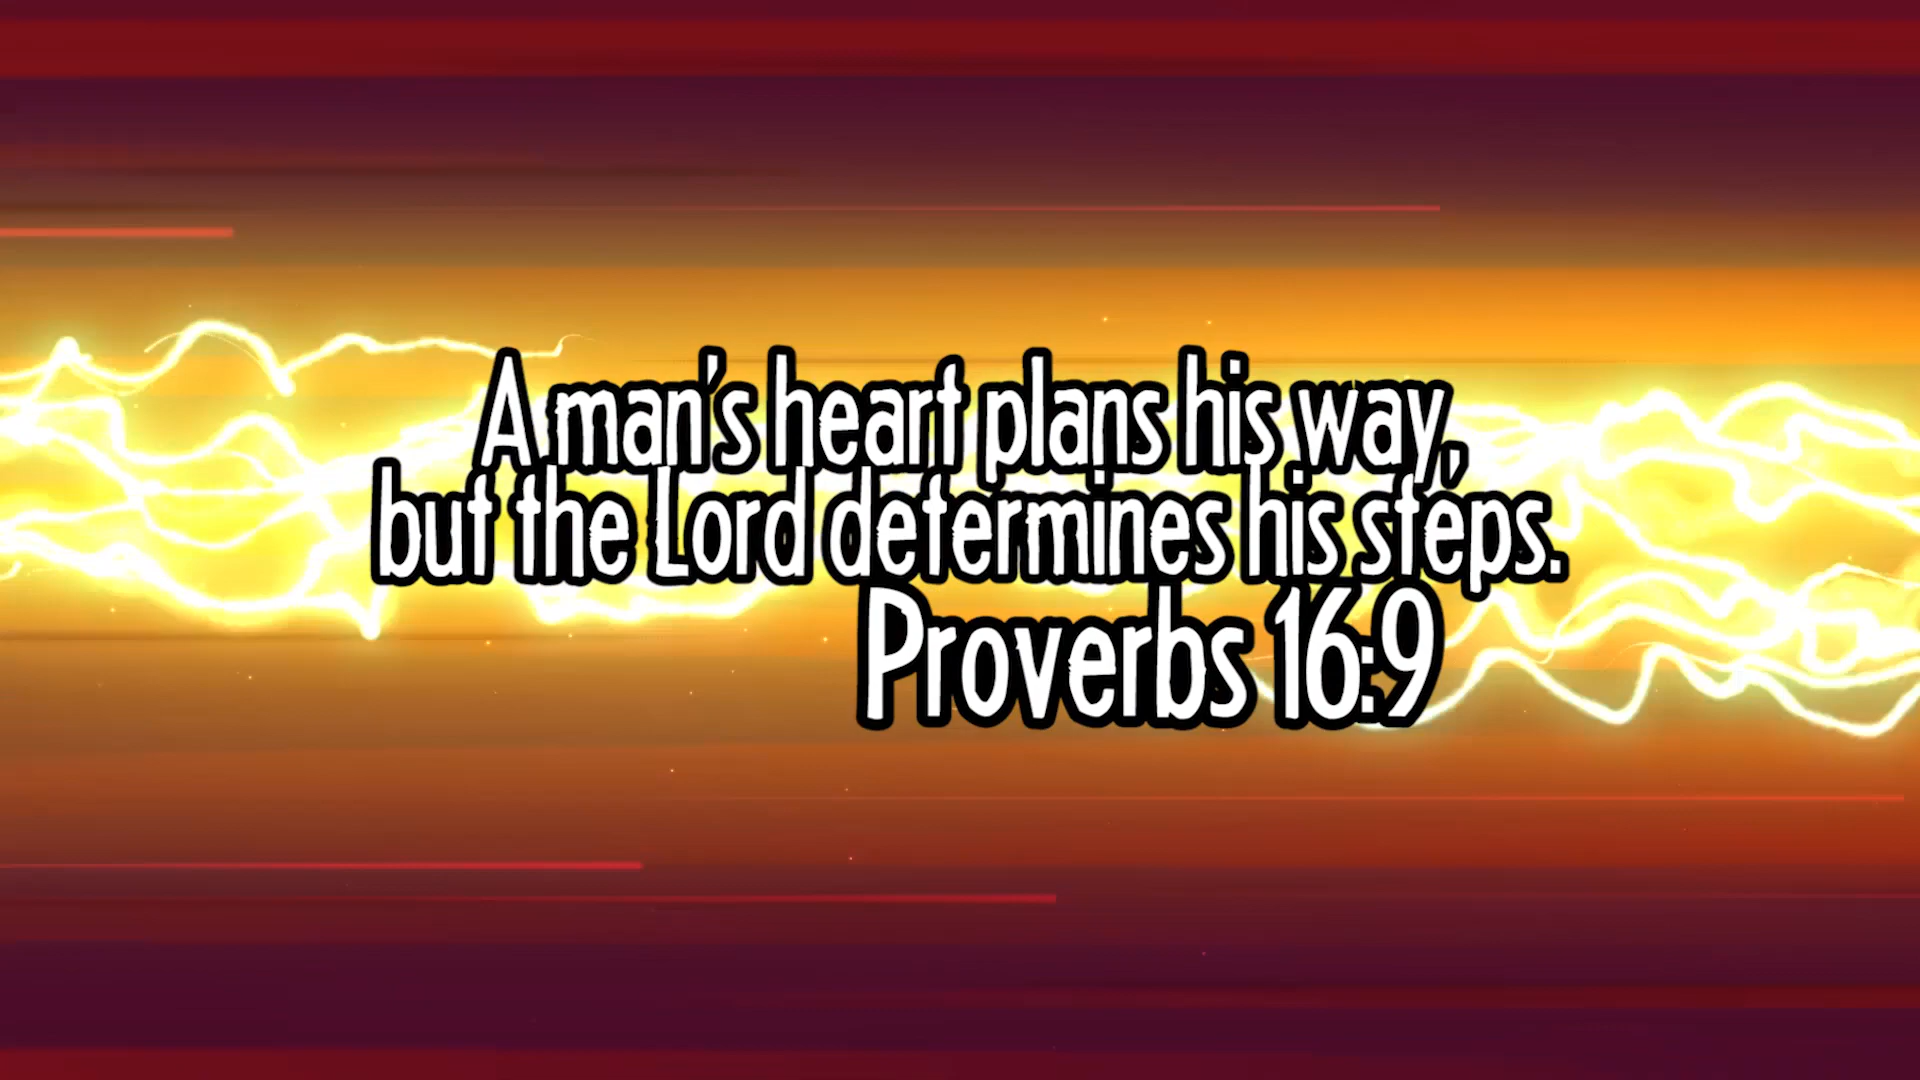 A man's heart plans his way,
but the Lord determines his steps.
Proverbs 16:9